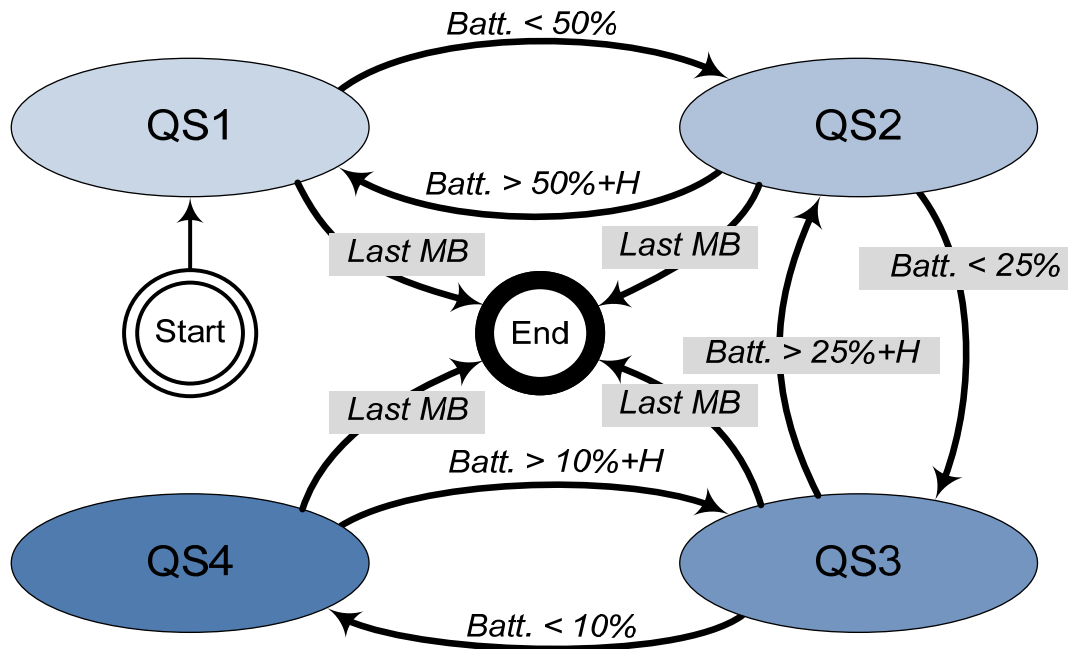 Batt. < 50%
QS1
QS2
Batt. > 50%+H
Last MB
Last MB
Batt. < 25%
Start
End
Batt. > 25%+H
Last MB
Last MB
Batt. > 10%+H
QS4
QS3
Batt. < 10%